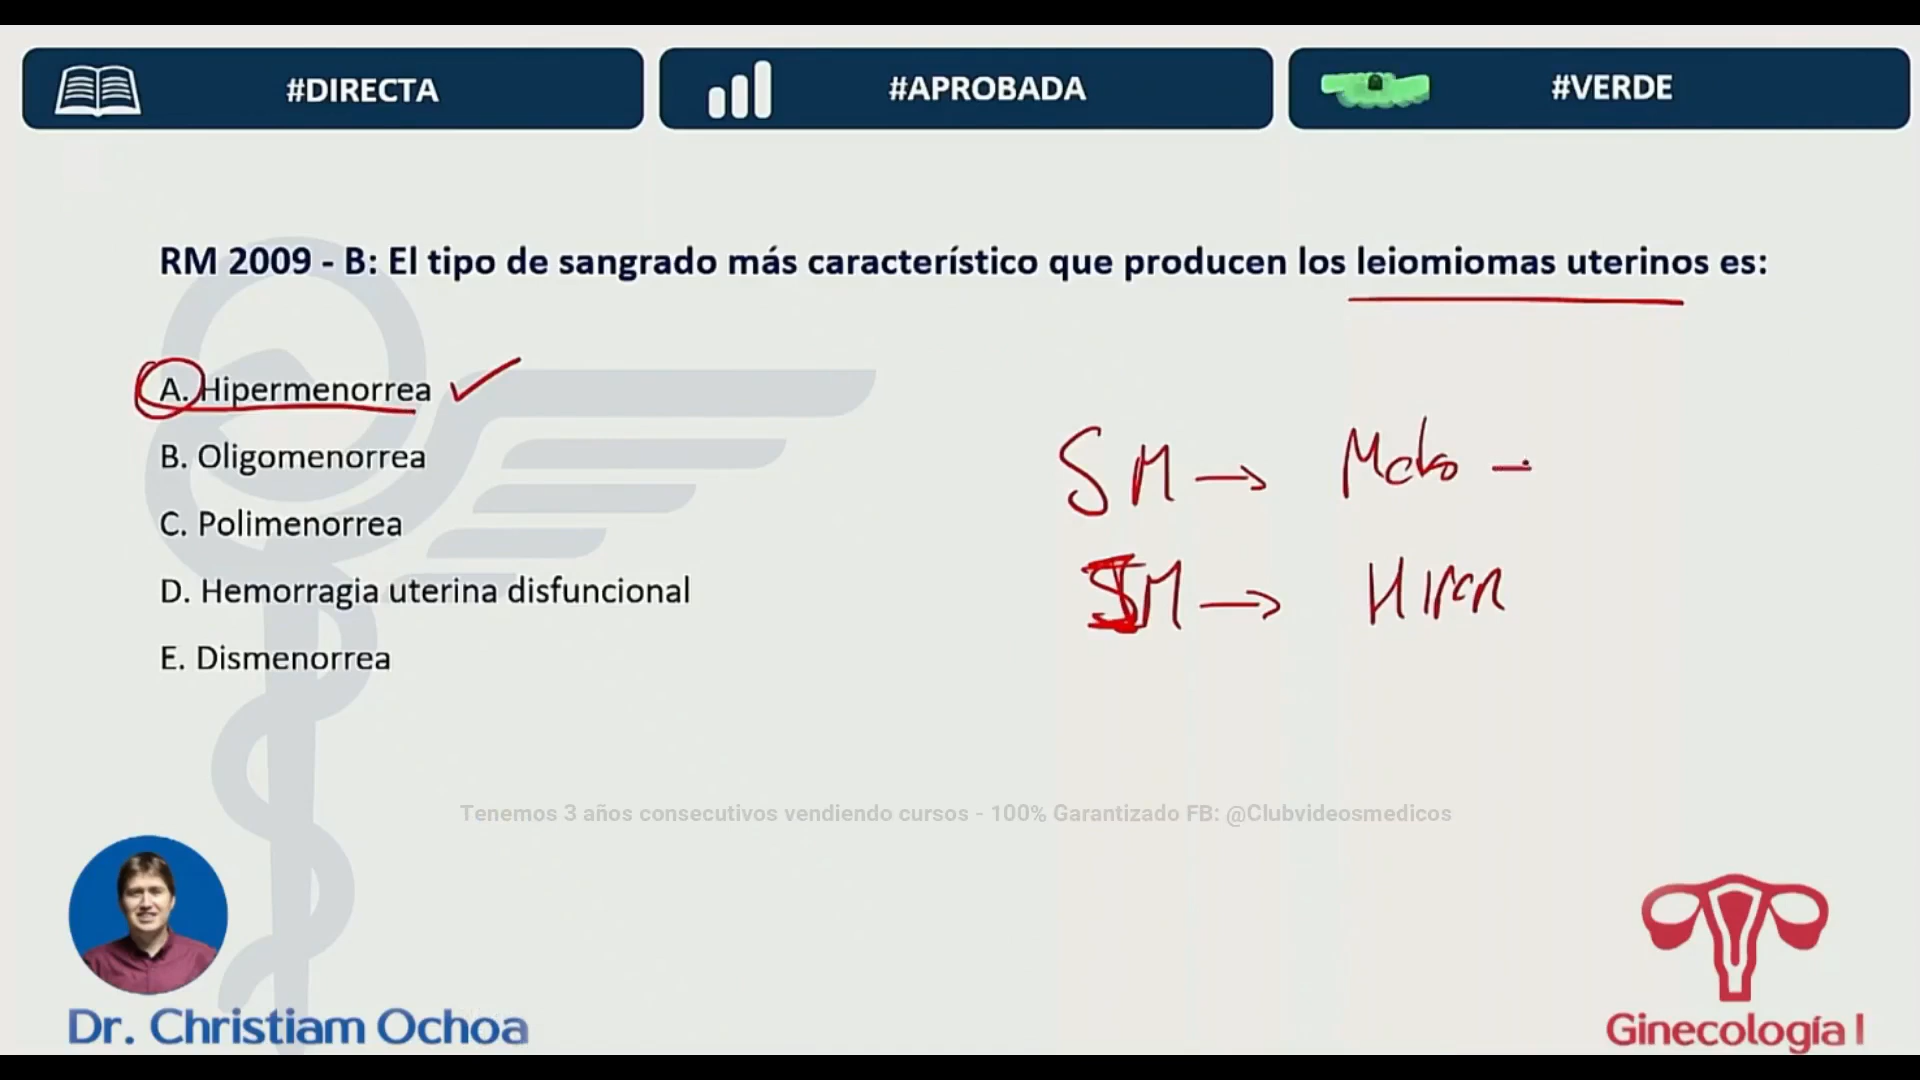 #DIRECTA
#APROBADA
#VERDE
RM 2009 - B: El tipo de sangrado más característico que producen los leiomiomas uterinos es:
A. Hipermenorrea
B. Oligomenorrea
C. Polimenorrea
D. Hemorragia uterina disfuncional
E. Dismenorrea
SM →
IM → HIPER
Tenemos 3 años consecutivos vendiendo cursos - 100% Garantizado FB: @Clubvideosmedicos
Dr. Christiam Ochoa
Ginecología I